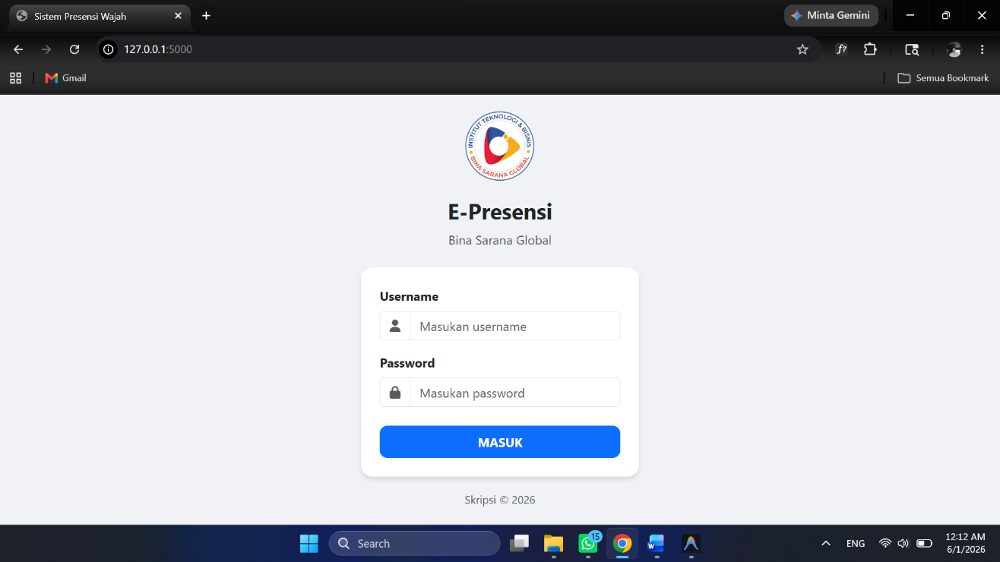 Sistem Presensi Wajah
Minta Gemini
127.0.0.1:5000
f?
Gmail
Semua Bookmark
INSTITUT TEKNOLOGI & BISNIS
BINA SARANA GLOBAL
E-Presensi
Bina Sarana Global
Username
Masukan username
Password
Masukan password
MASUK
Skripsi © 2026
Search
15
W
ENG
12:12 AM
6/1/2026